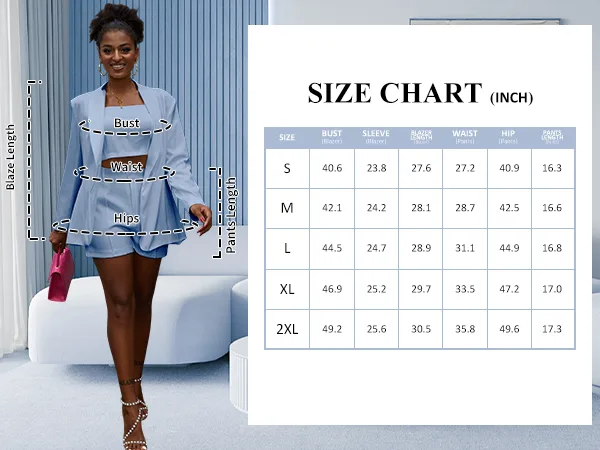 SIZE CHART (INCH)
SIZE BUST SLEEVE BLAZER LENGTH WAIST HIP PANTS LENGTH
(Blazer) (Blazer) (Pants) (Pants)
S 40.6 23.8 27.6 27.2 40.9 16.3
M 42.1 24.2 28.1 28.7 42.5 16.6
L 44.5 24.7 28.9 31.1 44.9 16.8
XL 46.9 25.2 29.7 33.5 47.2 17.0
2XL 49.2 25.6 30.5 35.8 49.6 17.3
Blaze Length
Bust
Waist
Hips
Pants Length